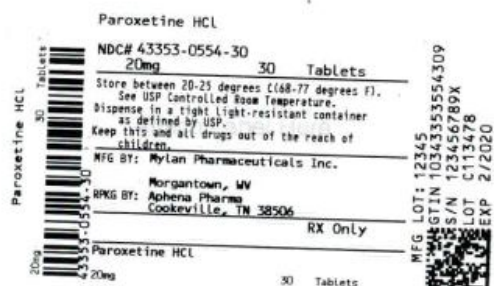 Paroxetine HCl
NDC# 43353-0554-30
20mg 30 Tablets
Store between 20-25 degrees C(68-77 degrees F).
See USP Controlled Room Temperature.
Dispense in a tight light-resistant container
as defined by USP.
Keep this and all drugs out of the reach of
children.
MFG BY: Mylan Pharmaceuticals Inc.
Morgantown, WV
RPKG BY: Aphena Pharma
Cookeville, TN 38506
RX Only
Paroxetine HCl
20mg 30 Tablets
Paroxetine HCl
20mg 30 Tablets
43353-0554-30
MFG LOT: 12345
GTIN 10343353554309
S/N 123456789X
LOT C113478
EXP 2/2020